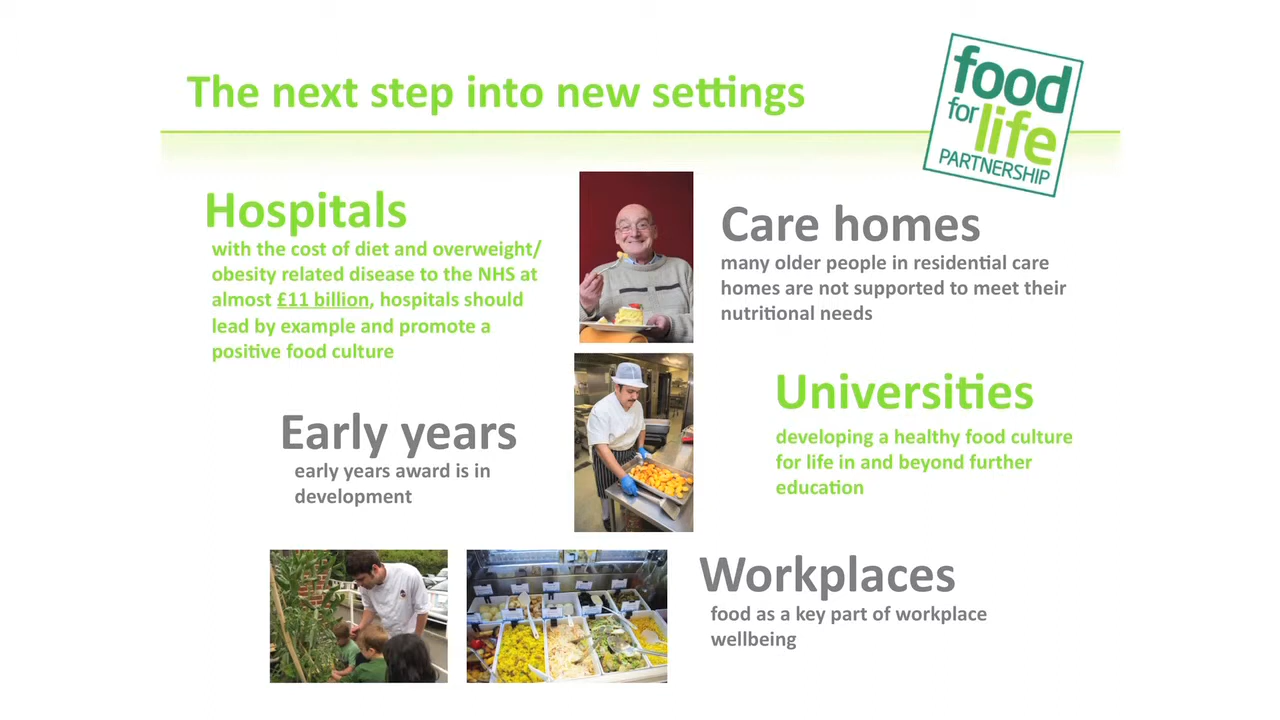 The next step into new settings
food
for life
PARTNERSHIP
Hospitals
with the cost of diet and overweight/
obesity related disease to the NHS at
almost £11 billion, hospitals should
lead by example and promote a
positive food culture
Care homes
many older people in residential care
homes are not supported to meet their
nutritional needs
Early years
early years award is in
development
Universities
developing a healthy food culture
for life in and beyond further
education
Workplaces
food as a key part of workplace
wellbeing